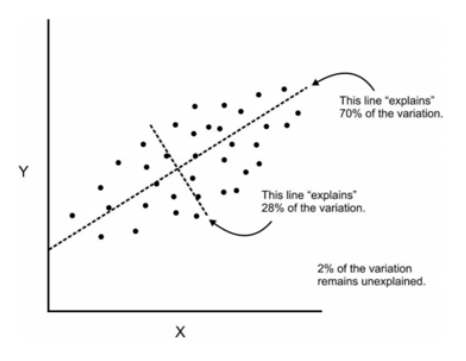 This line “explains”
70% of the variation.
Y
This line “explains”
28% of the variation.
2% of the variation
remains unexplained.
X